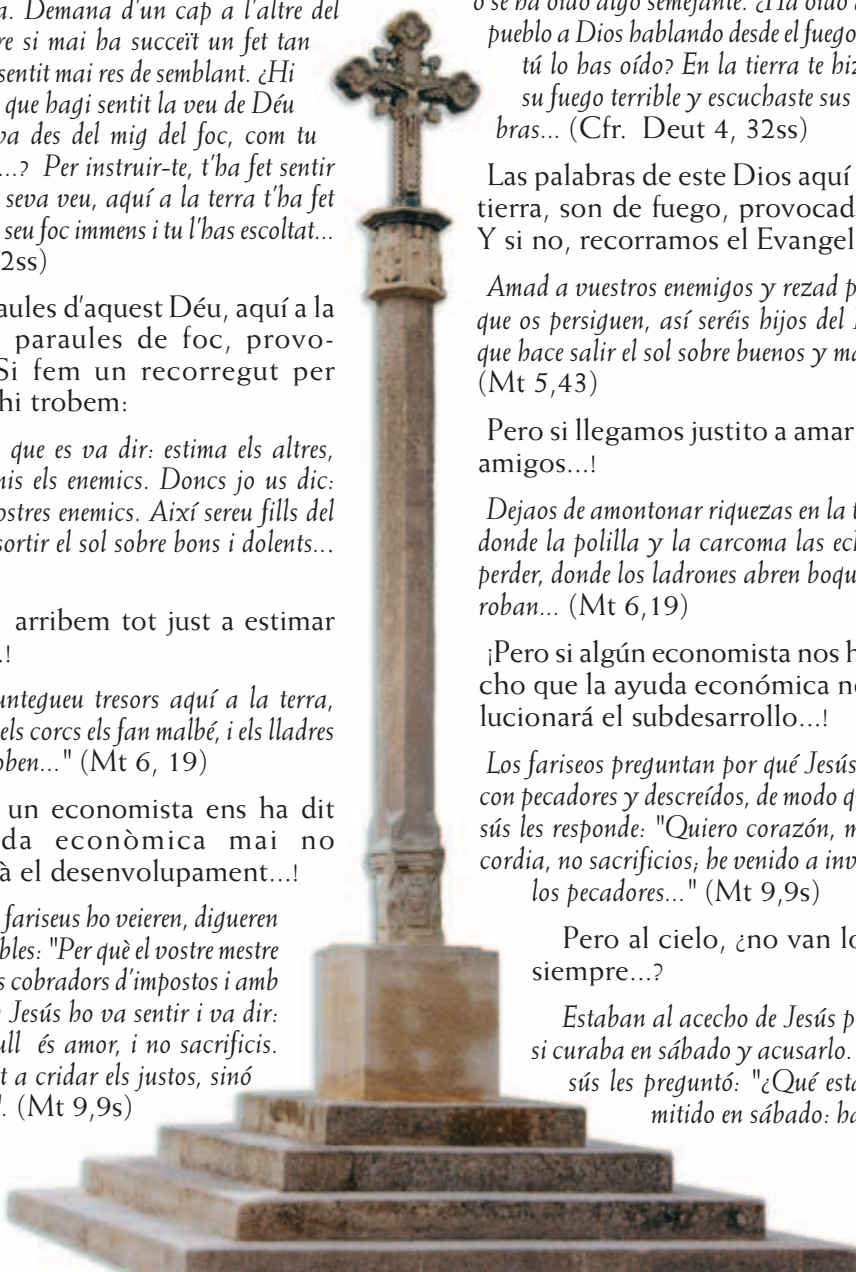 a. Demana d'un cap a l'altre del
re si mai ha succeït un fet tan
sentit mai res de semblant. ¿Hi
que hagi sentit la veu de Déu
va des del mig del foc, com tu
...? Per instruir-te, t'ha fet sentir
seva veu, aquí a la terra t'ha fet
seu foc immens i tu l'has escoltat...
2ss)
aules d'aquest Déu, aquí a la
paraules de foc, provo-
Si fem un recorregut per
hi trobem:
que es va dir: estima els altres,
nis els enemics. Doncs jo us dic:
ostres enemics. Així sereu fills del
sortir el sol sobre bons i dolents...
arribem tot just a estimar
.!
untegueu tresors aquí a la terra,
els corcs els fan malbé, i els lladres
oben..." (Mt 6, 19)
un economista ens ha dit
da econòmica mai no
à el desenvolupament...!
fariseus ho veieren, digueren
bles: "Per què el vostre mestre
s cobradors d'impostos i amb
Jesús ho va sentir i va dir:
ull és amor, i no sacrificis.
t a cridar els justos, sinó
". (Mt 9,9s)
o se ha oído algo semejante. ¿Ha oído
pueblo a Dios hablando desde el fuego
tú lo has oído? En la tierra te hiz
su fuego terrible y escuchaste sus
bras... (Cfr. Deut 4, 32ss)
Las palabras de este Dios aquí
tierra, son de fuego, provocad
Y si no, recorramos el Evangel
Amad a vuestros enemigos y rezad p
que os persiguen, así seréis hijos del
que hace salir el sol sobre buenos y ma
(Mt 5,43)
Pero si llegamos justito a amar
amigos...!
Dejaos de amontonar riquezas en la t
donde la polilla y la carcoma las ech
perder, donde los ladrones abren boqu
roban... (Mt 6,19)
¡Pero si algún economista nos h
cho que la ayuda económica no
lucionará el subdesarrollo...!
Los fariseos preguntan por qué Jesús
con pecadores y descreídos, de modo q
sús les responde: "Quiero corazón, m
cordia, no sacrificios; he venido a inv
los pecadores..." (Mt 9,9s)
Pero al cielo, ¿no van lo
siempre...?
Estaban al acecho de Jesús p
si curaba en sábado y acusarlo.
sús les preguntó: "¿Qué esta
mitido en sábado: ha